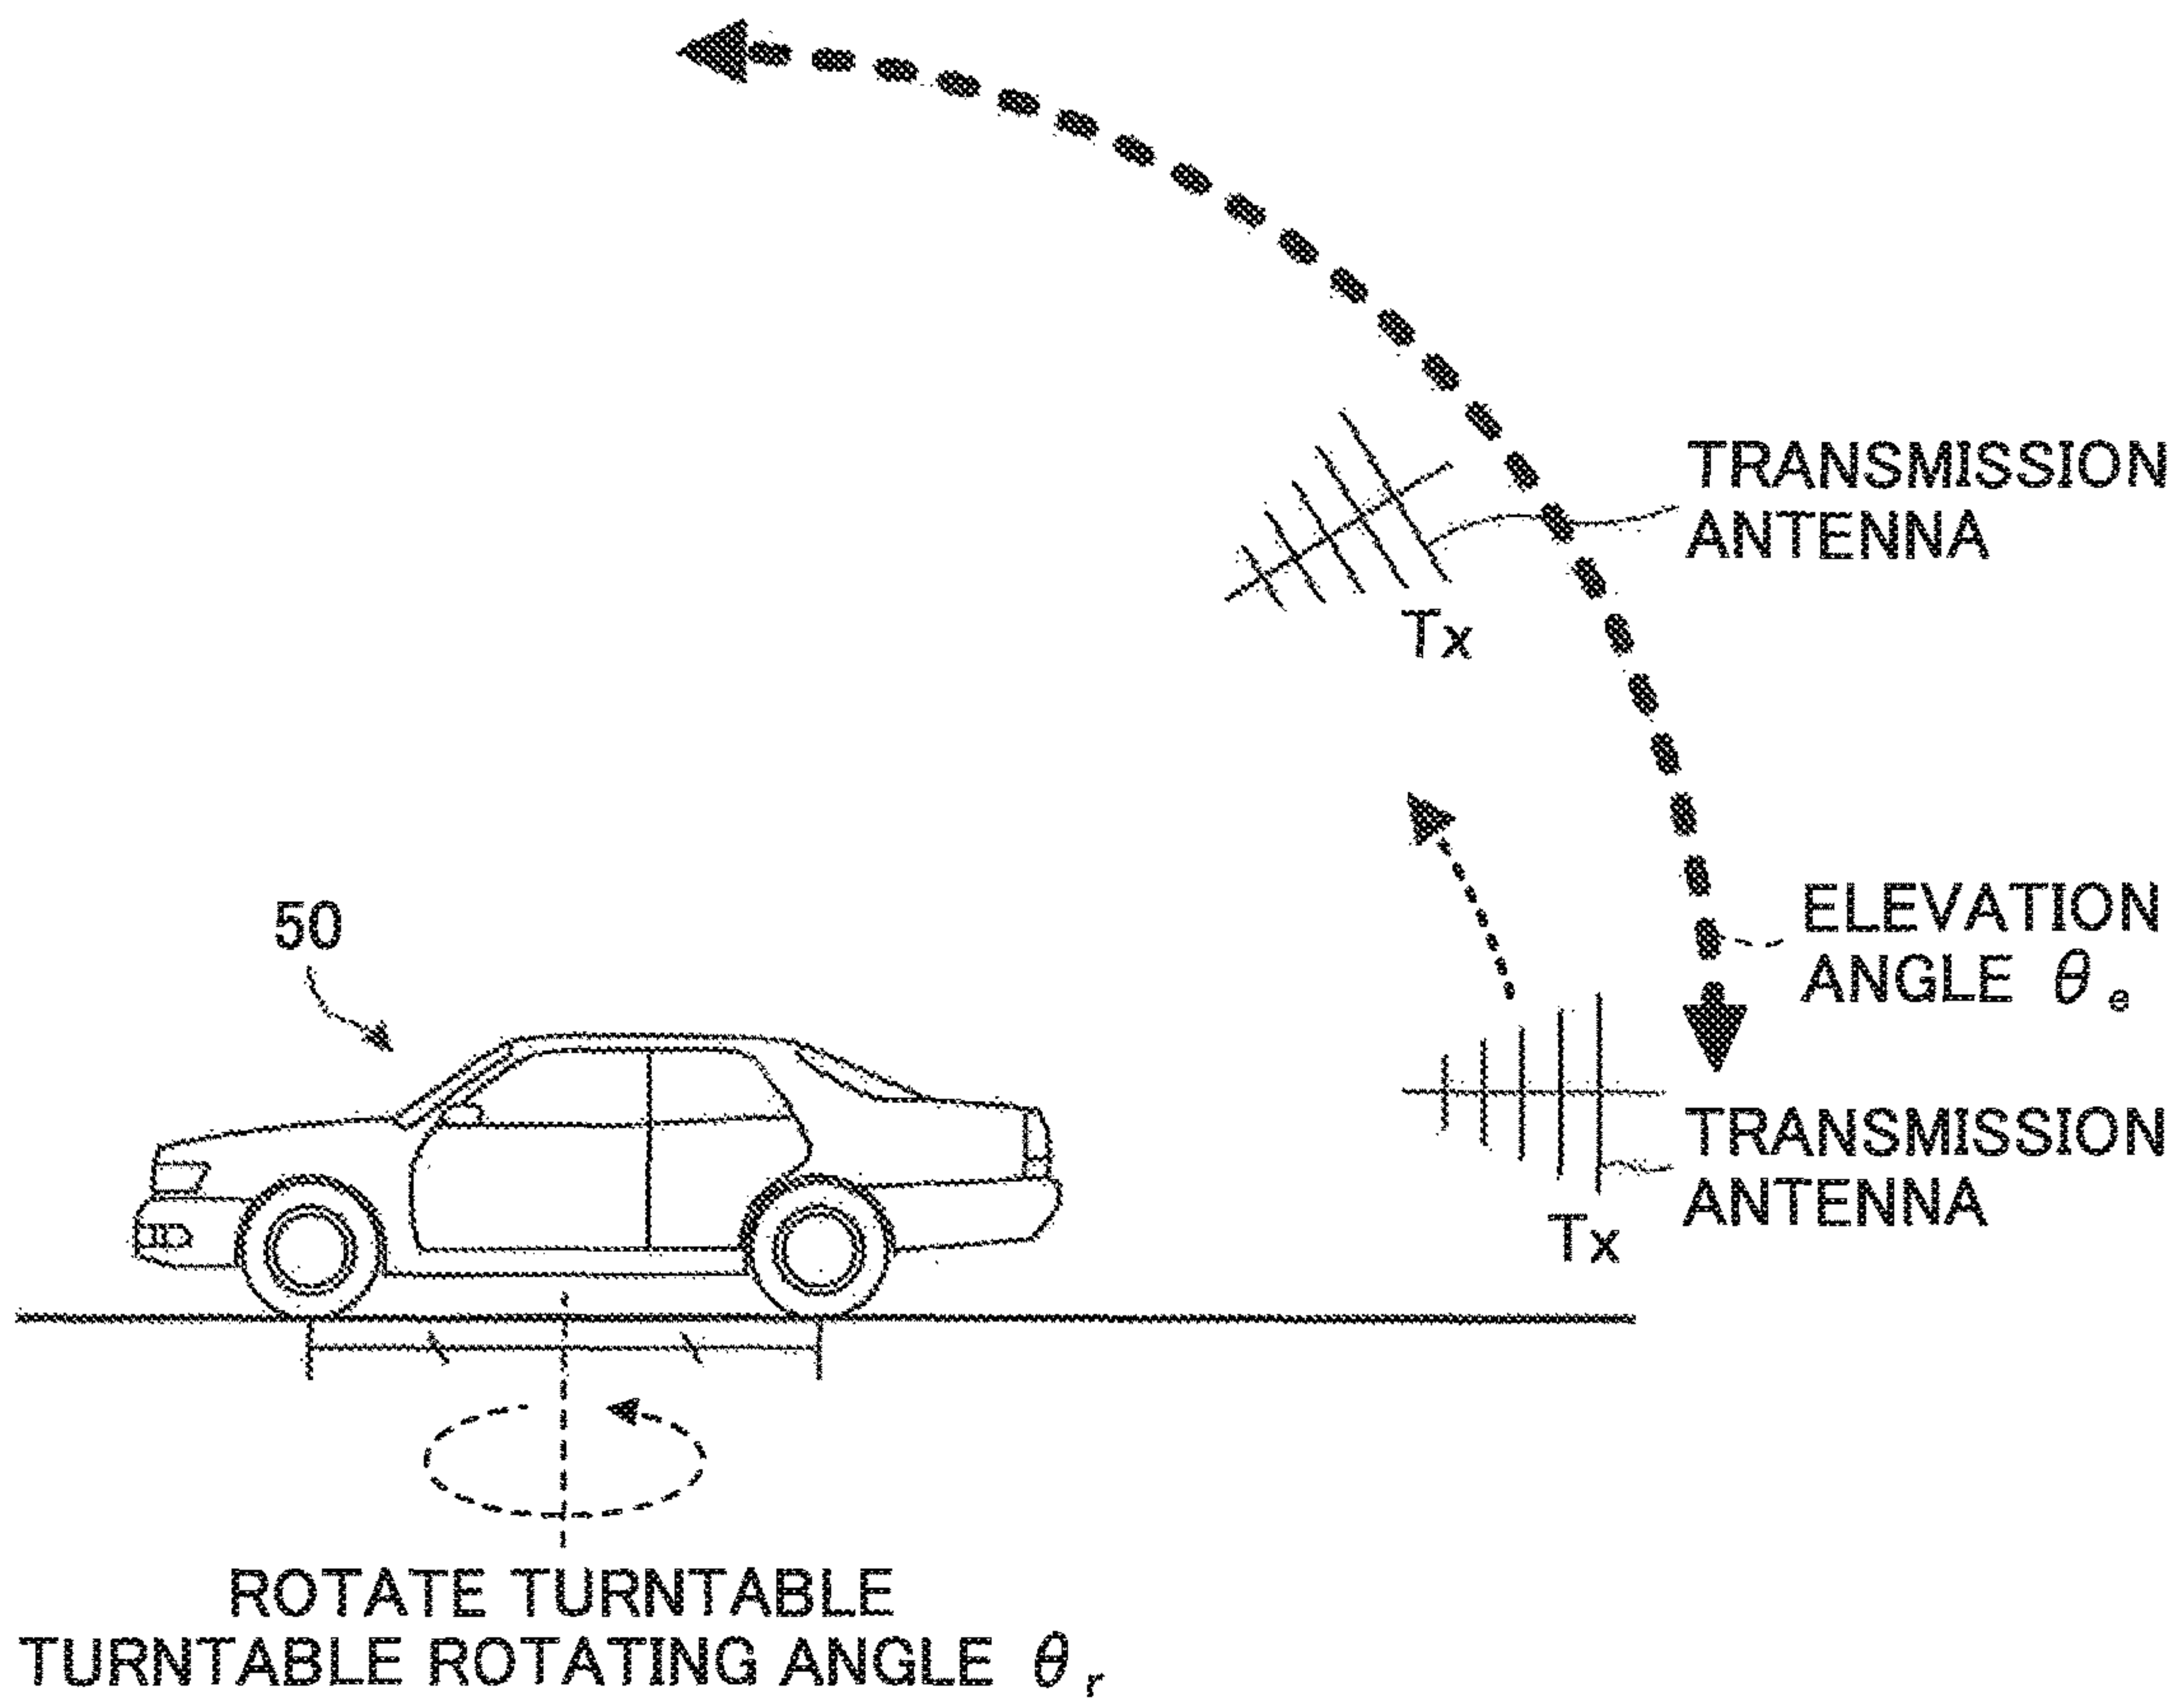 TRANSMISSION
ANTENNA
Tx
ELEVATION
ANGLE θe
50
TRANSMISSION
ANTENNA
Tx
ROTATE TURNTABLE
TURNTABLE ROTATING ANGLE θr